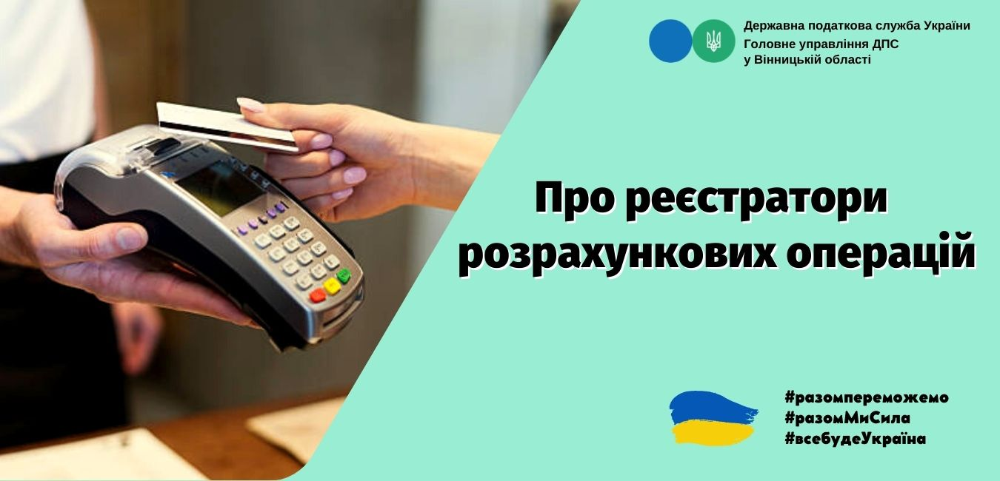 Державна податкова служба України
Головне управління ДПС
у Вінницькій області
Про реєстратори
розрахункових операцій
#разомпереможемо
#разомМиСила
#всебудеУкраїна